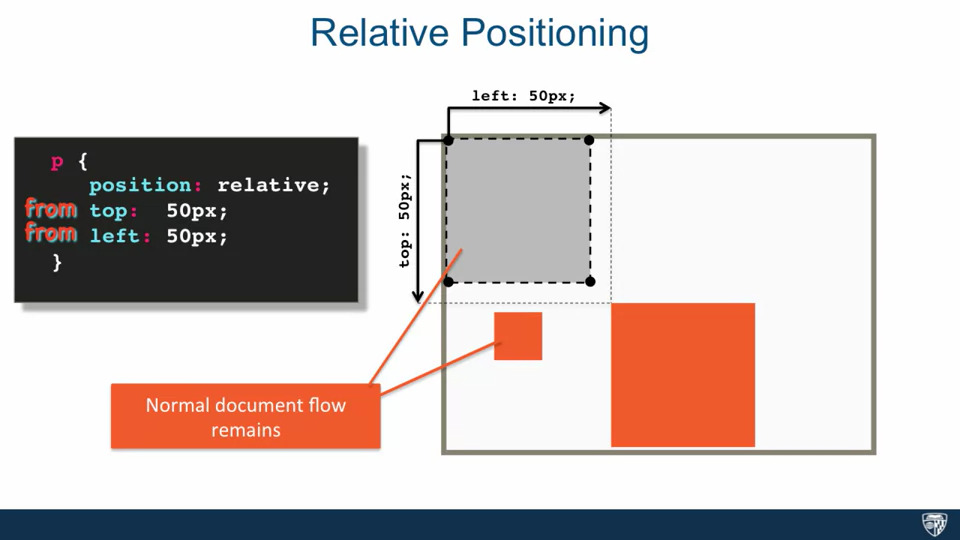 Relative Positioning
left: 50px;
top: 50px;
p {
position: relative;
from top: 50px;
from left: 50px;
}
Normal document flow
remains